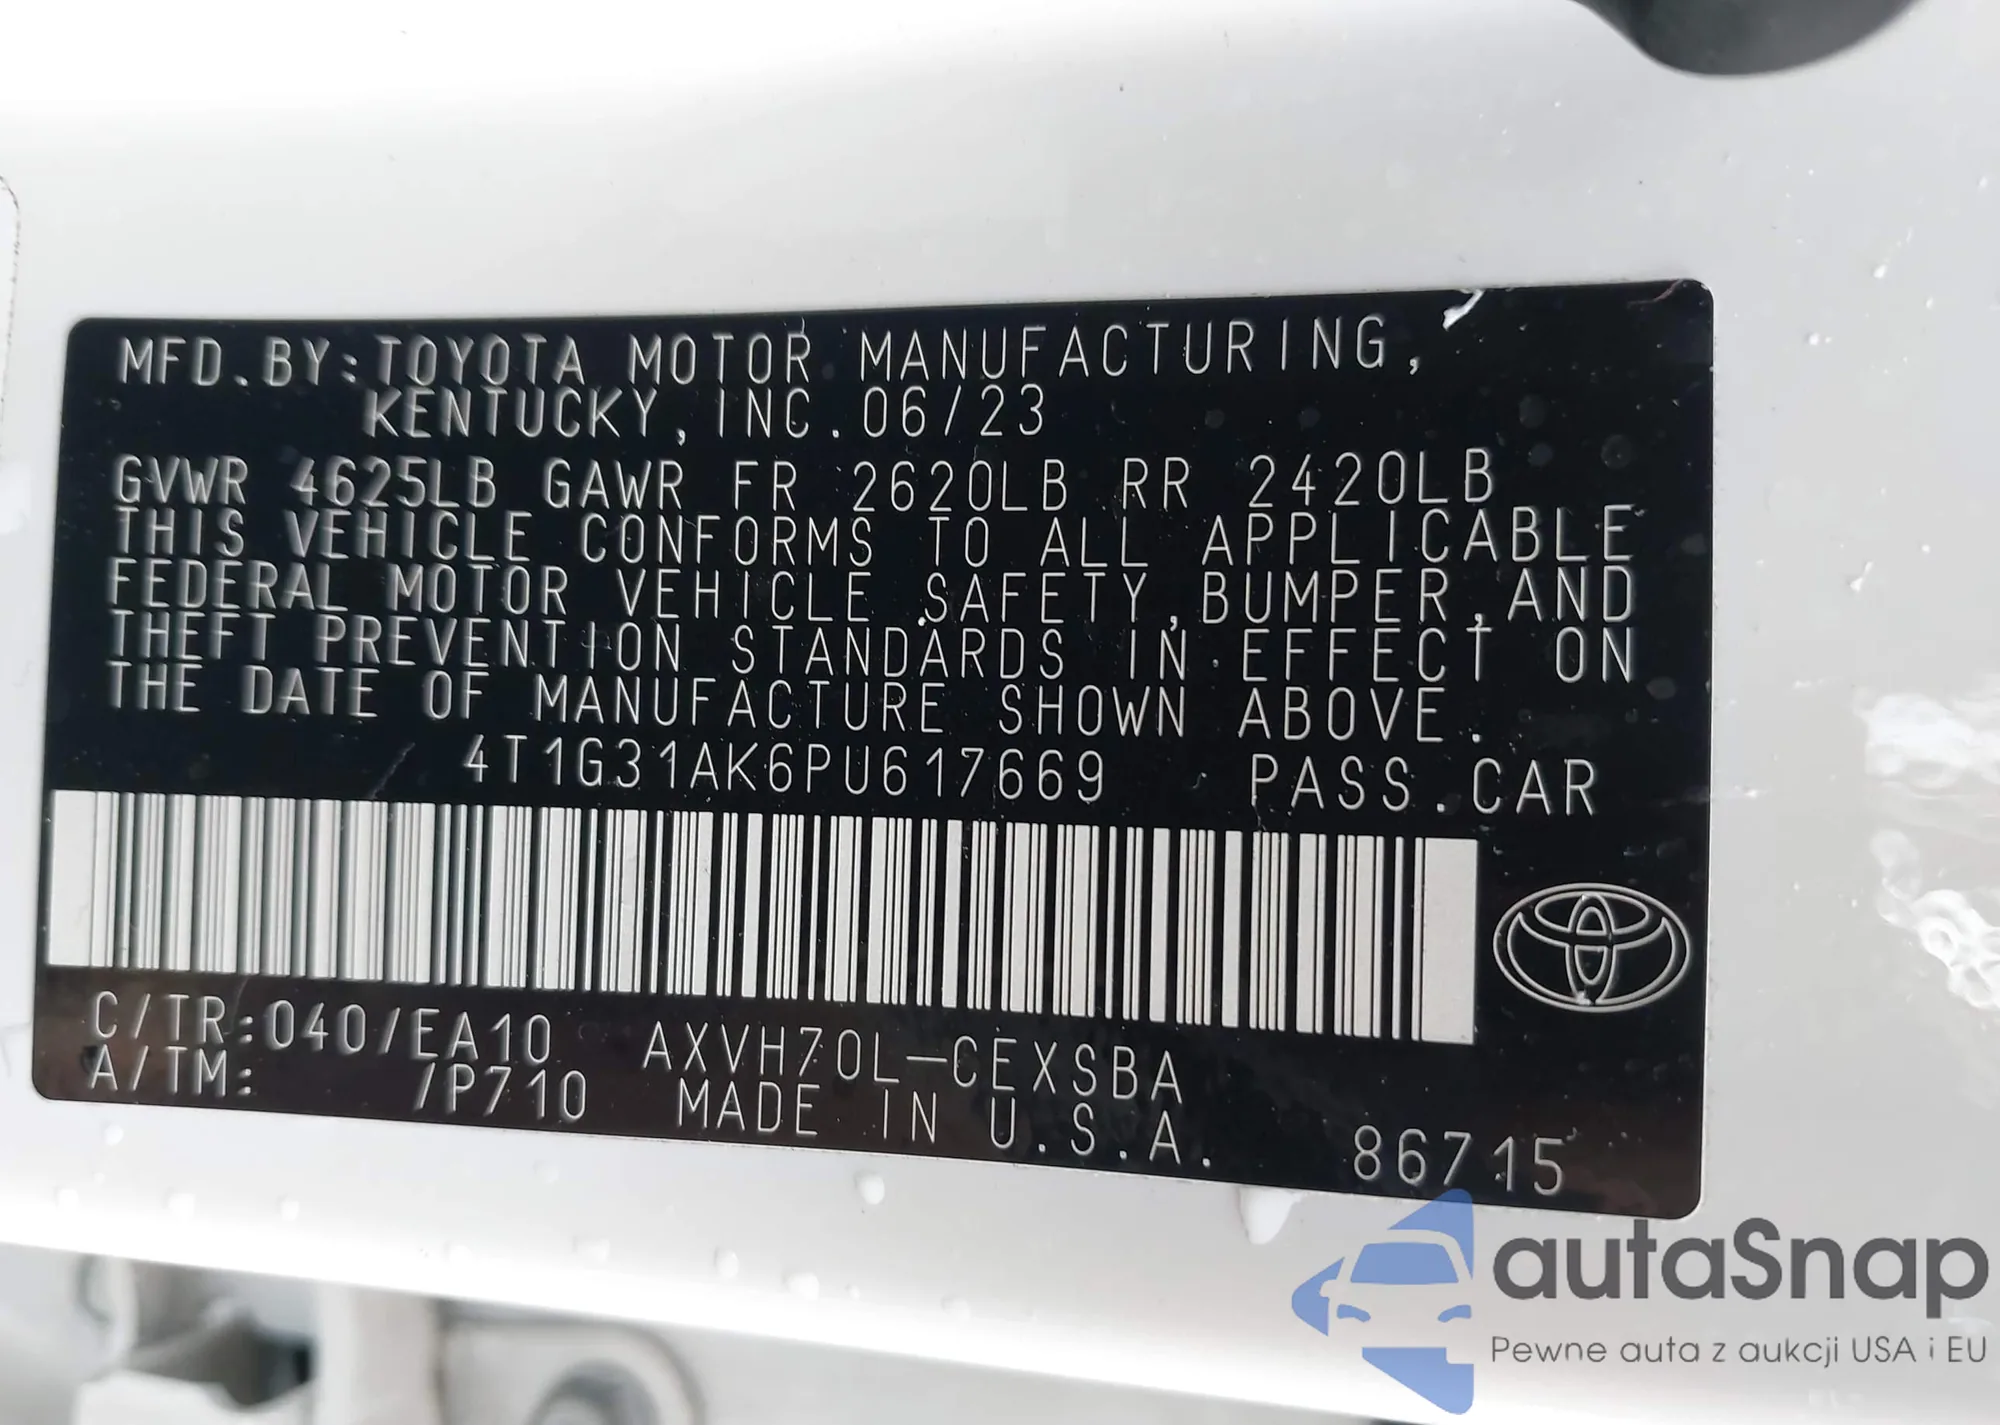 MFD.BY:TOYOTA MOTOR MANUFACTURING,
KENTUCKY, INC. 06/23
GVWR 4625LB GAWR FR 2620LB RR 2420LB
THIS VEHICLE CONFORMS TO ALL APPLICABLE
FEDERAL MOTOR VEHICLE SAFETY, BUMPER, AND
THEFT PREVENTION STANDARDS IN EFFECT ON
THE DATE OF MANUFACTURE SHOWN ABOVE.
4T1G31AK6PU617669 PASS.CAR
C/TR:040/EA10 AXVH70L-CEXSBA
A/TM: /P710 MADE IN U.S.A. 86715
autaSnap
Pewne auta z aukcji USA i EU